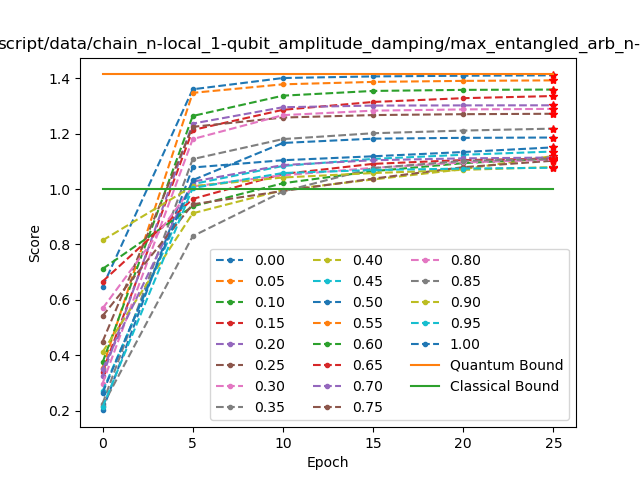 script/data/chain_n-local_1-qubit_amplitude_damping/max_entangled_arb_n-
1.4
1.2
1.0
0.8
0.6
0.4
0.2
Score
0 5 10 15 20 25
Epoch
0.00 0.40 0.80
0.05 0.45 0.85
0.10 0.50 0.90
0.15 0.55 0.95
0.20 0.60 1.00
0.25 0.65 Quantum Bound
0.30 0.70 Classical Bound
0.35 0.75